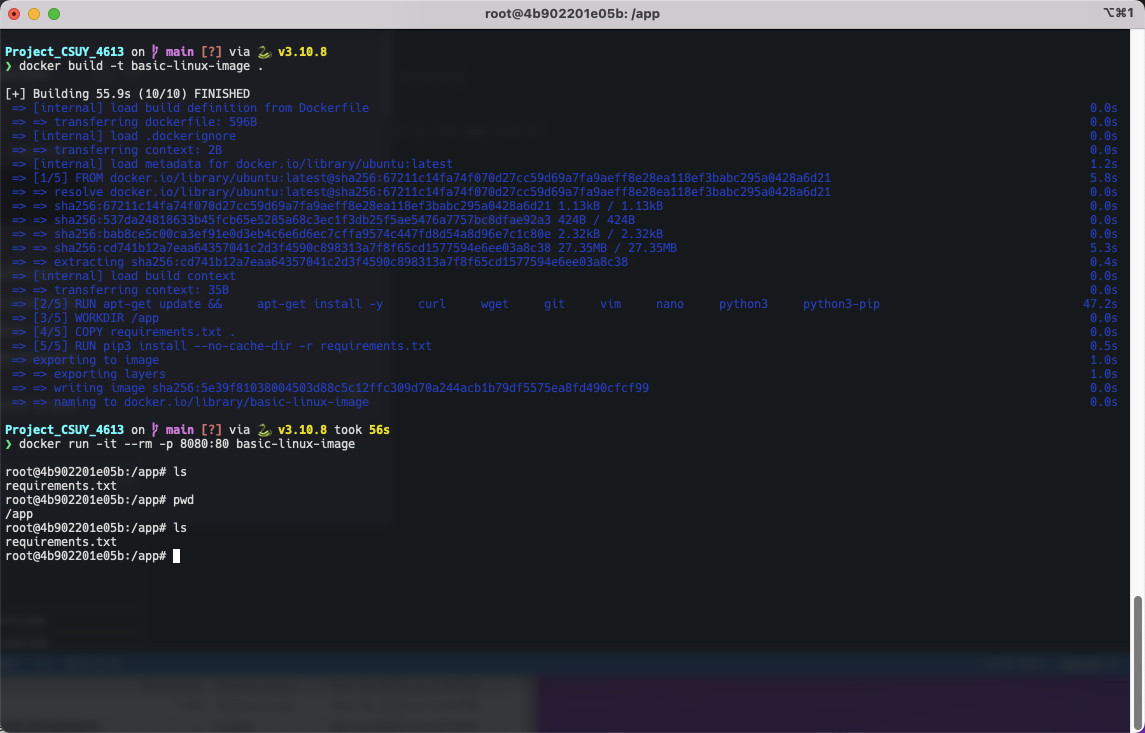 root@4b902201e05b: /app
⌥⌘1
Project_CSUY_4613 on main [?] via 🐍 v3.10.8
❯ docker build -t basic-linux-image .
[+] Building 55.9s (10/10) FINISHED
=> [internal] load build definition from Dockerfile 0.0s
=> => transferring dockerfile: 596B 0.0s
=> [internal] load .dockerignore 0.0s
=> => transferring context: 2B 0.0s
=> [internal] load metadata for docker.io/library/ubuntu:latest 1.2s
=> [1/5] FROM docker.io/library/ubuntu:latest@sha256:67211c14fa74f070d27cc59d69a7fa9aeff8e28ea118ef3babc295a0428a6d21 5.8s
=> => resolve docker.io/library/ubuntu:latest@sha256:67211c14fa74f070d27cc59d69a7fa9aeff8e28ea118ef3babc295a0428a6d21 0.0s
=> => sha256:67211c14fa74f070d27cc59d69a7fa9aeff8e28ea118ef3babc295a0428a6d21 1.13kB / 1.13kB 0.0s
=> => sha256:537da24818633b45fcb65e5285a68c3ec1f3db25f5ae5476a7757bc8dfae92a3 424B / 424B 0.0s
=> => sha256:bab8ce5c00ca3ef91e0d3eb4c6e6d6ec7cffa9574c447fd8d54a8d96e7c1c80e 2.32kB / 2.32kB 0.0s
=> => sha256:cd741b12a7eaa64357041c2d3f4590c898313a7f8f65cd1577594e6ee03a8c38 27.35MB / 27.35MB 5.3s
=> => extracting sha256:cd741b12a7eaa64357041c2d3f4590c898313a7f8f65cd1577594e6ee03a8c38 0.4s
=> [internal] load build context 0.0s
=> => transferring context: 35B 0.0s
=> [2/5] RUN apt-get update &&     apt-get install -y     curl     wget     git     vim     nano     python3     python3-pip 47.2s
=> [3/5] WORKDIR /app 0.0s
=> [4/5] COPY requirements.txt . 0.0s
=> [5/5] RUN pip3 install --no-cache-dir -r requirements.txt 0.5s
=> exporting to image 1.0s
=> => exporting layers 1.0s
=> => writing image sha256:5e39f81038004503d88c5c12ffc309d70a244acb1b79df5575ea8fd490cfcf99 0.0s
=> => naming to docker.io/library/basic-linux-image 0.0s
Project_CSUY_4613 on main [?] via 🐍 v3.10.8 took 56s
❯ docker run -it --rm -p 8080:80 basic-linux-image
root@4b902201e05b:/app# ls
requirements.txt
root@4b902201e05b:/app# pwd
/app
root@4b902201e05b:/app# ls
requirements.txt
root@4b902201e05b:/app#